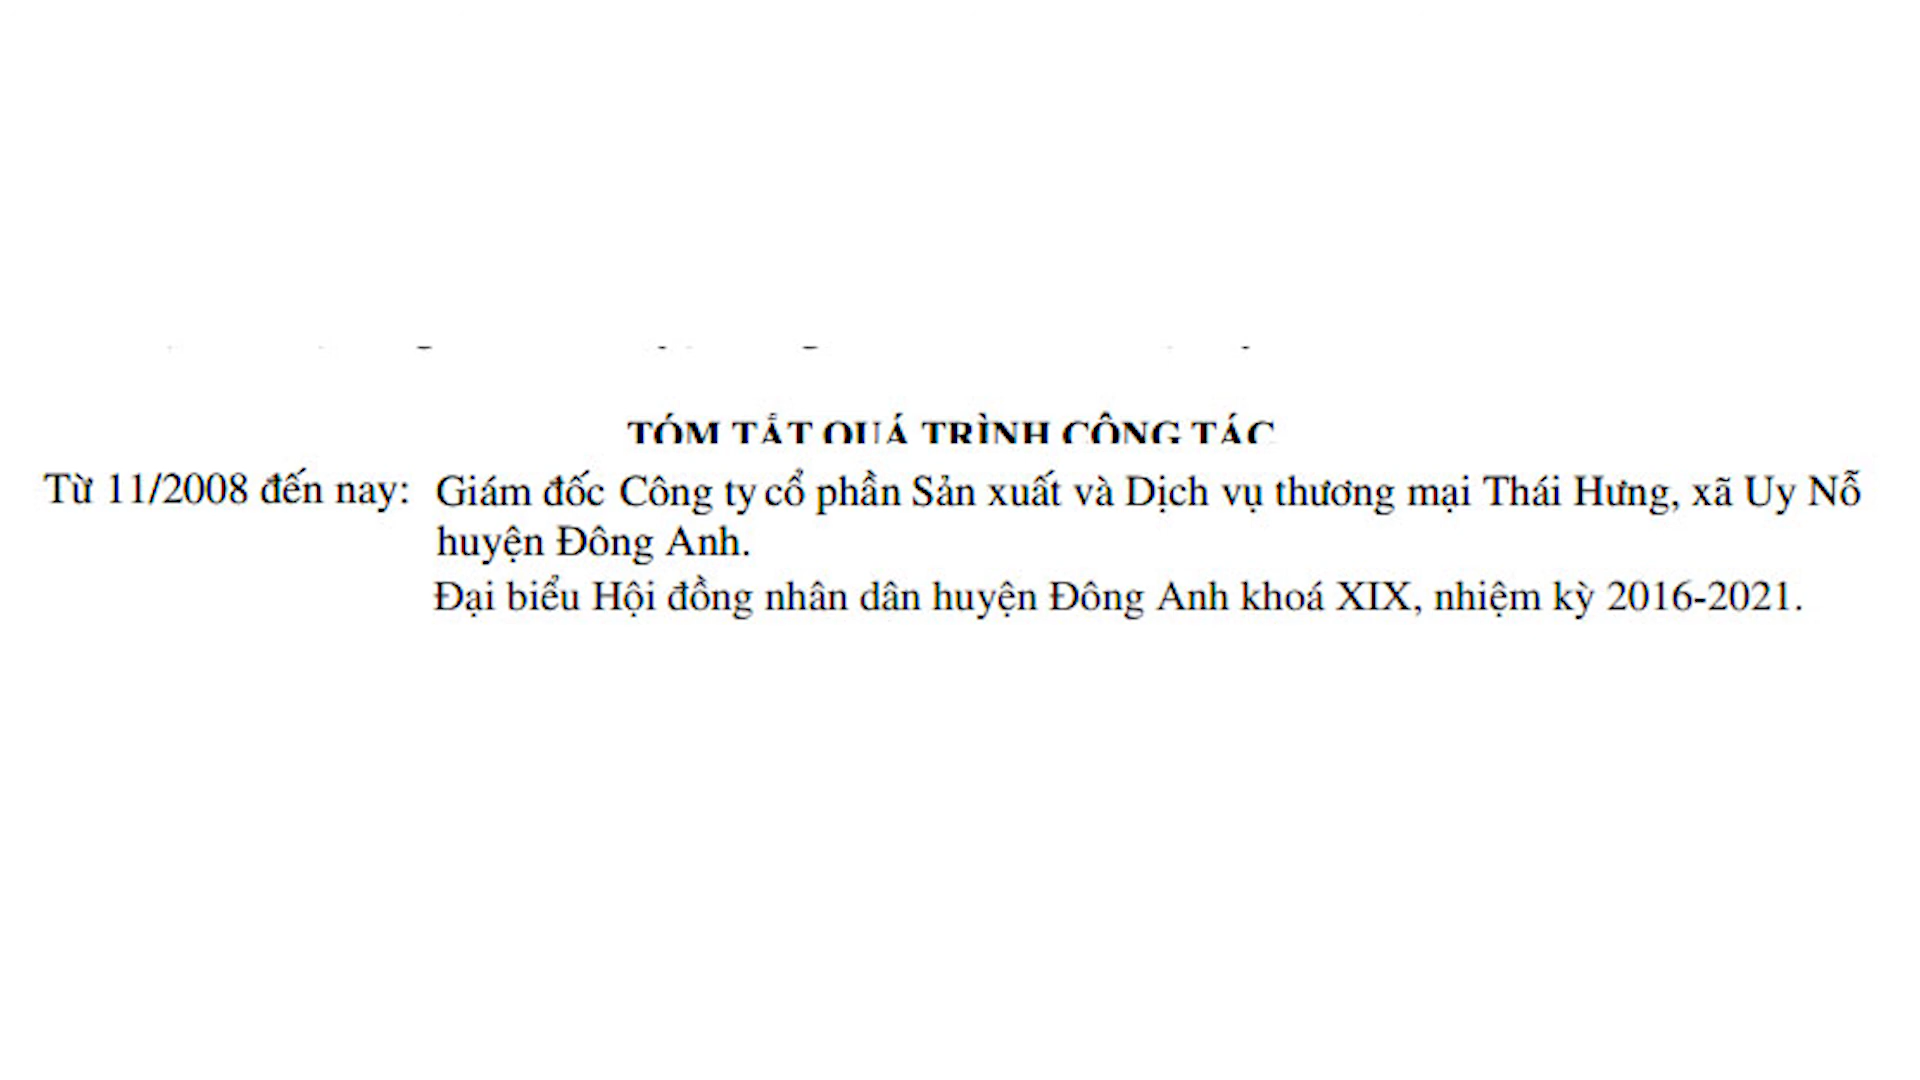 TÓM TẮT QUÁ TRÌNH CÔNG TÁC
Từ 11/2008 đến nay: Giám đốc Công ty cổ phần Sản xuất và Dịch vụ thương mại Thái Hưng, xã Uy Nỗ
huyện Đông Anh.
Đại biểu Hội đồng nhân dân huyện Đông Anh khoá XIX, nhiệm kỳ 2016-2021.